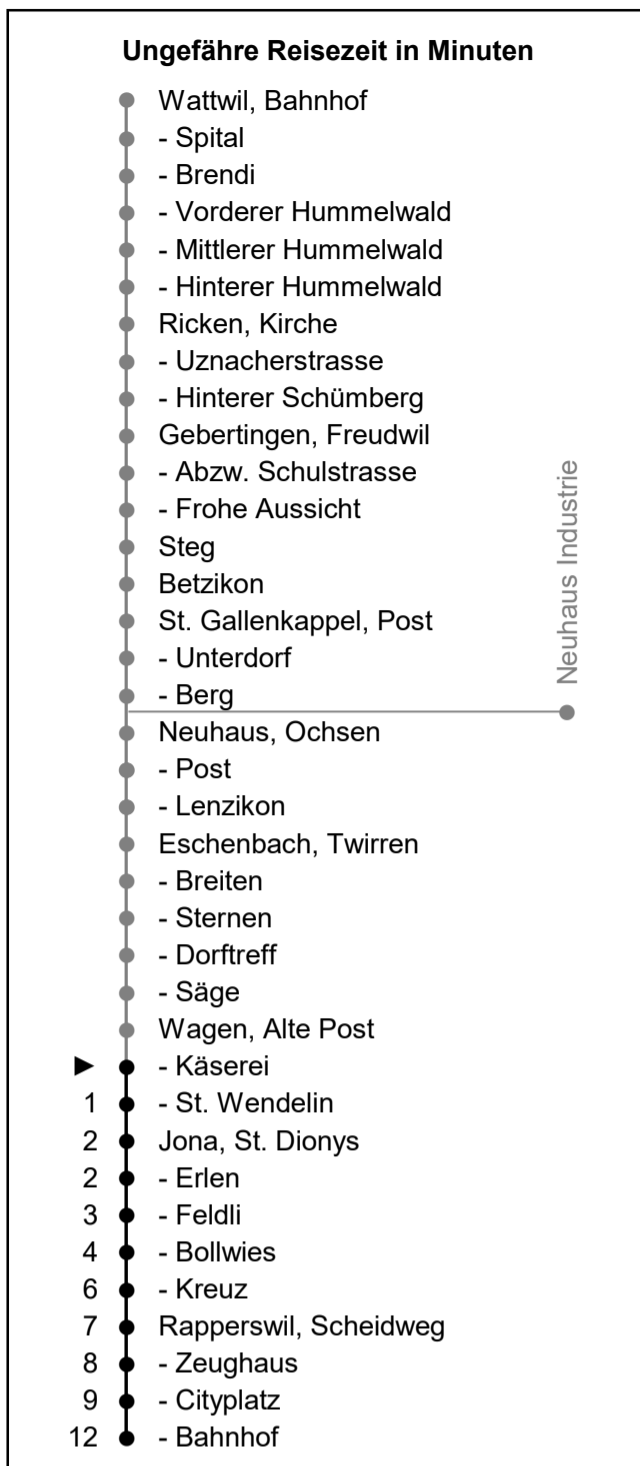 Ungefähre Reisezeit in Minuten
Wattwil, Bahnhof
- Spital
- Brendi
- Vorderer Hummelwald
- Mittlerer Hummelwald
- Hinterer Hummelwald
Ricken, Kirche
- Uznacherstrasse
- Hinterer Schümberg
Gebertingen, Freudwil
- Abzw. Schulstrasse
- Frohe Aussicht
Steg
Betzikon
St. Gallenkappel, Post
- Unterdorf
- Berg
Neuhaus Industrie
Neuhaus, Ochsen
- Post
- Lenzikon
Eschenbach, Twirren
- Breiten
- Sternen
- Dorftreff
- Säge
Wagen, Alte Post
► - Käserei
1 - St. Wendelin
2 Jona, St. Dionys
2 - Erlen
3 - Feldli
4 - Bollwies
6 - Kreuz
7 Rapperswil, Scheidweg
8 - Zeughaus
9 - Cityplatz
12 - Bahnhof